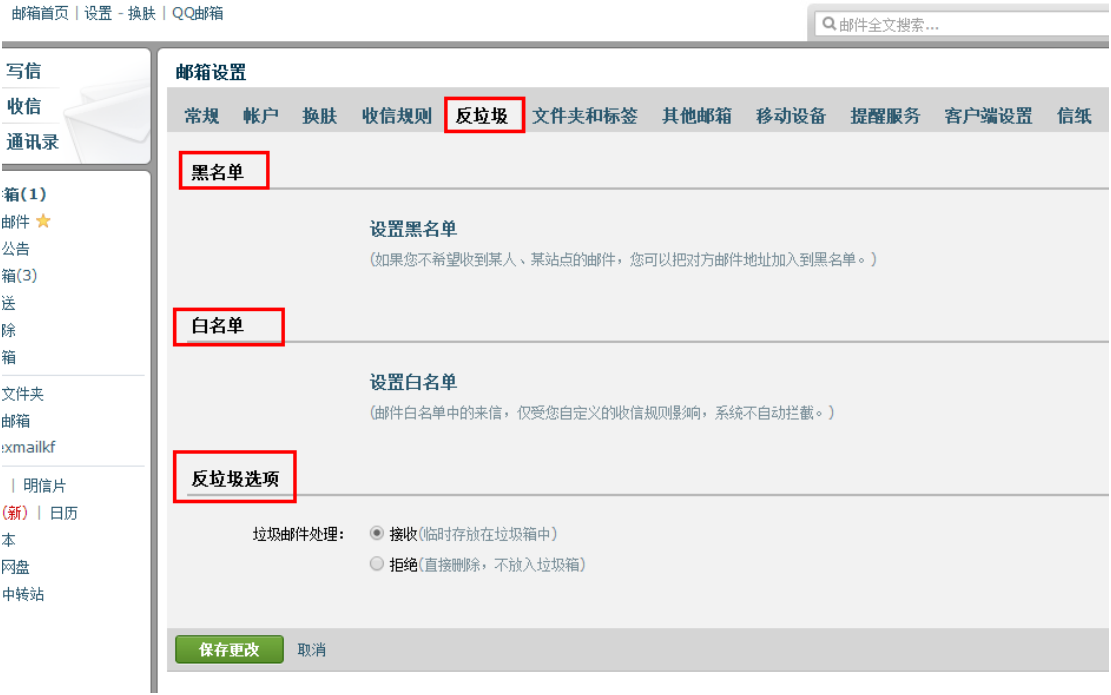 邮箱首页 | 设置 - 换肤 | QQ邮箱
邮件全文搜索...
写信
收信
通讯录
箱(1)
邮件
公告
箱(3)
送
除
箱
文件夹
邮箱
exmailkf
| 明信片
(新) | 日历
本
网盘
中转站
邮箱设置
常规 帐户 换肤 收信规则 反垃圾 文件夹和标签 其他邮箱 移动设备 提醒服务 客户端设置 信纸
黑名单
设置黑名单
(如果您不希望收到某人、某站点的邮件，您可以把对方邮件地址加入到黑名单。)
白名单
设置白名单
(邮件白名单中的来信，仅受您自定义的收信规则影响，系统不自动拦截。)
反垃圾选项
垃圾邮件处理： 接收(临时存放在垃圾箱中)
拒绝(直接删除，不放入垃圾箱)
保存更改 取消